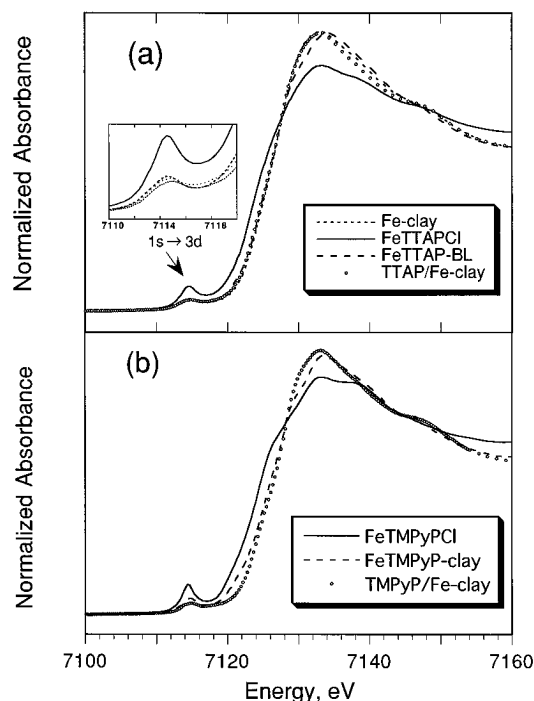 (a)
Normalized Absorbance
7110 7114 7118
1s → 3d
Fe-clay
FeTTAPCl
FeTTAP-BL
TTAP/Fe-clay
(b)
Normalized Absorbance
FeTMPyPCl
FeTMPyP-clay
TMPyP/Fe-clay
7100 7120 7140 7160
Energy, eV